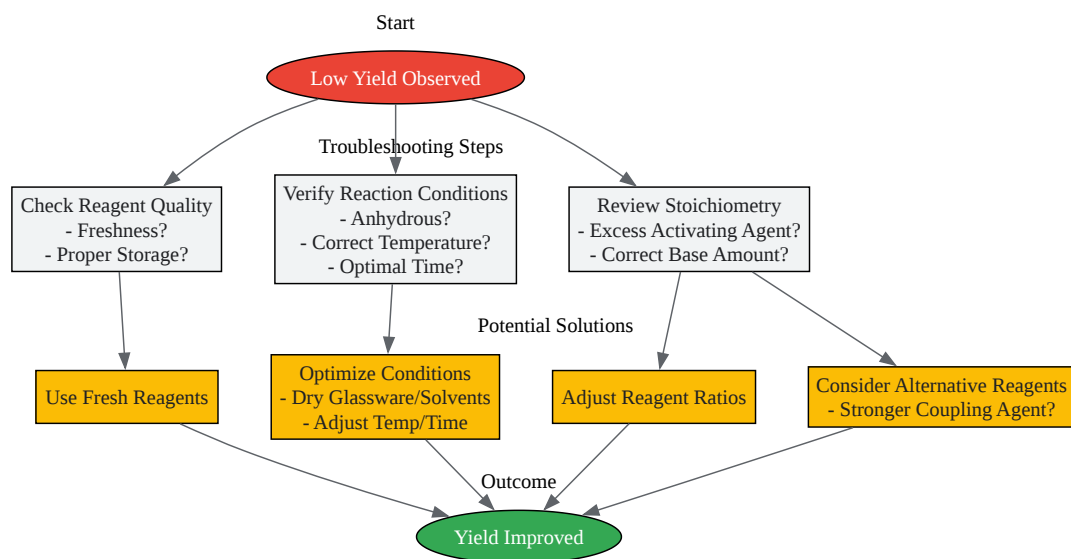 Start
Low Yield Observed
Troubleshooting Steps
Check Reagent Quality
- Freshness?
- Proper Storage?
Verify Reaction Conditions
- Anhydrous?
- Correct Temperature?
- Optimal Time?
Review Stoichiometry
- Excess Activating Agent?
- Correct Base Amount?
Potential Solutions
Use Fresh Reagents
Optimize Conditions
- Dry Glassware/Solvents
- Adjust Temp/Time
Adjust Reagent Ratios
Consider Alternative Reagents
- Stronger Coupling Agent?
Outcome
Yield Improved